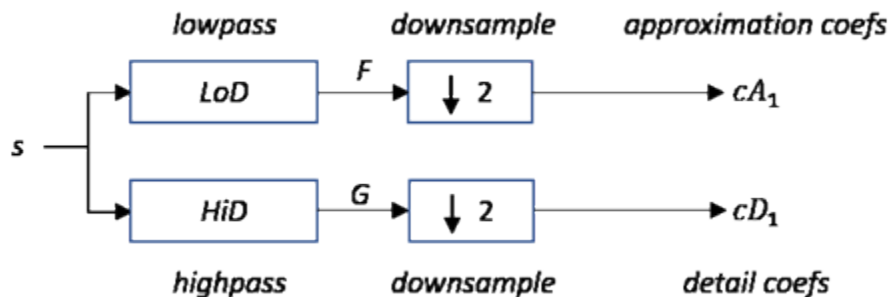 lowpass downsample approximation coefs
LoD F ↓ 2 cA₁
s
HiD G ↓ 2 cD₁
highpass downsample detail coefs